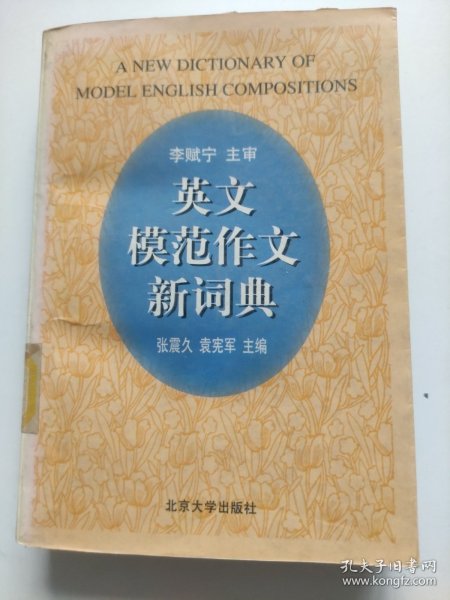 A NEW DICTIONARY OF
MODEL ENGLISH COMPOSITIONS
李赋宁 主审
英文
模范作文
新词典
张震久 袁宪军 主编
北京大学出版社
孔夫子旧书网
www.kongfz.com